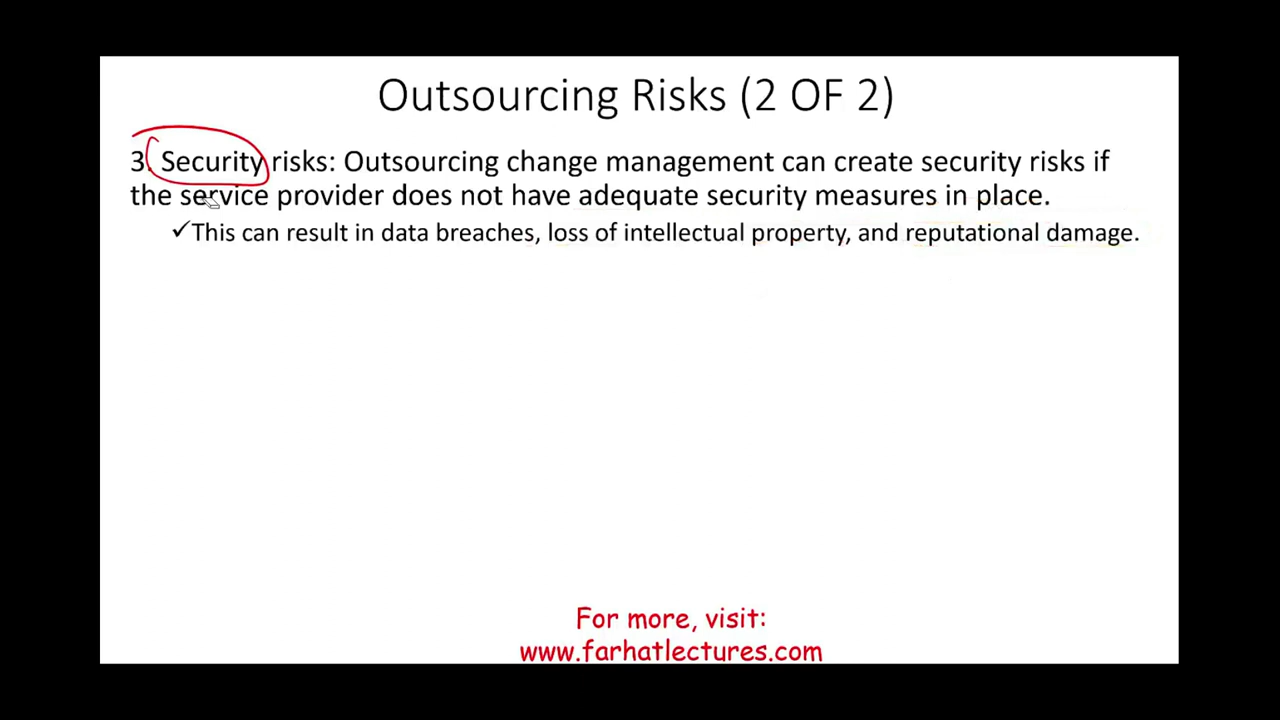 Outsourcing Risks (2 OF 2)
3. Security risks: Outsourcing change management can create security risks if
the service provider does not have adequate security measures in place.
✓This can result in data breaches, loss of intellectual property, and reputational damage.
For more, visit:
www.farhatlectures.com